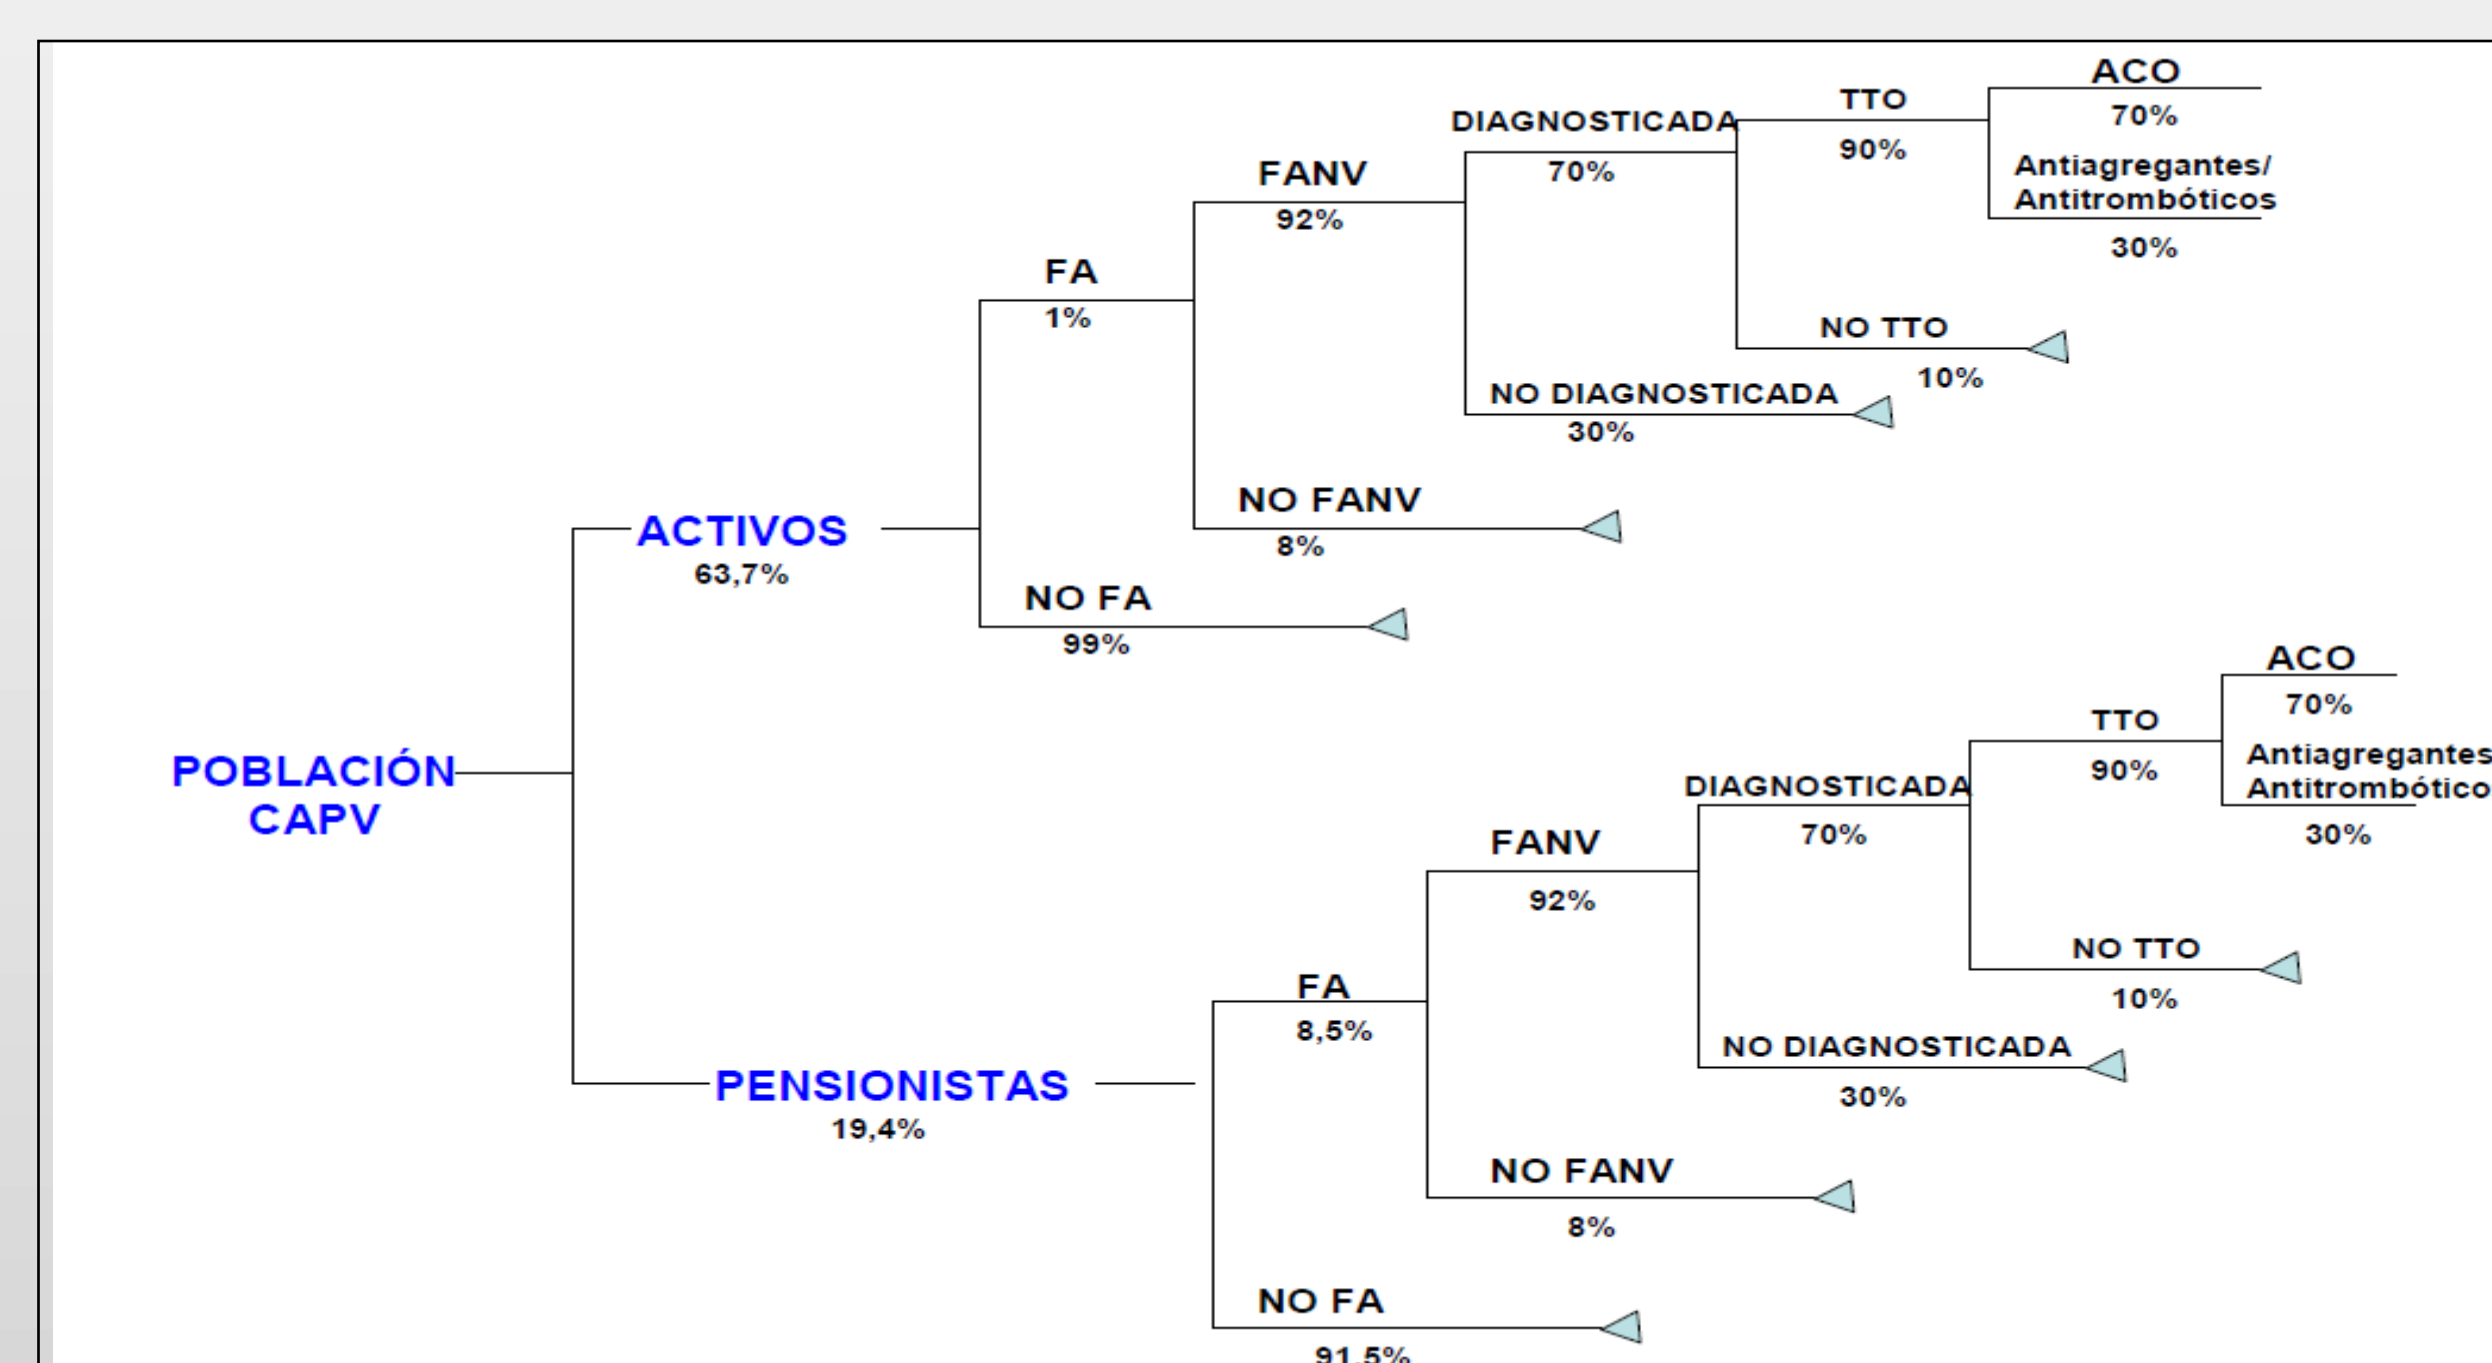 ACO
70%
Antiagregantes/
Antitrombóticos
30%
TTO
90%
NO TTO
10%
DIAGNOSTICADA
70%
NO DIAGNOSTICADA
30%
FANV
92%
NO FANV
8%
FA
1%
NO FA
99%
ACTIVOS
63,7%
POBLACIÓN
CAPV
PENSIONISTAS
19,4%
FA
8,5%
NO FA
91,5%
FANV
92%
NO FANV
8%
DIAGNOSTICADA
70%
NO DIAGNOSTICADA
30%
TTO
90%
NO TTO
10%
ACO
70%
Antiagregantes
Antitrombótico
30%